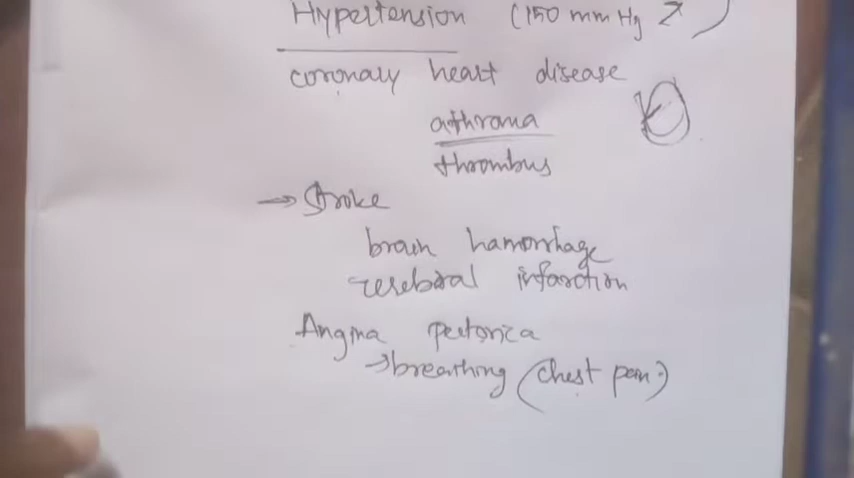 Hypertension (150 mm Hg
coronary heart disease
athroma
thrombus
→ Stroke
brain hamorrhage
cerebral infarction
Angina pectorica
→ breathing (chest pain)